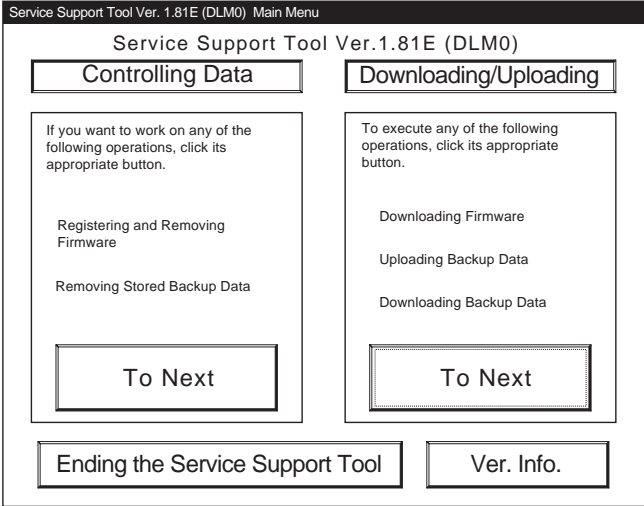 Service Support Tool Ver. 1.81E (DLM0)  Main Menu
Service Support Tool Ver.1.81E (DLM0)
Controlling Data
Downloading/Uploading
If you want to work on any of the
following operations, click its
appropriate button.
Registering and Removing
Firmware
Removing Stored Backup Data
To Next
To execute any of the following
operations, click its appropriate
button.
Downloading Firmware
Uploading Backup Data
Downloading Backup Data
To Next
Ending the Service Support Tool
Ver. Info.